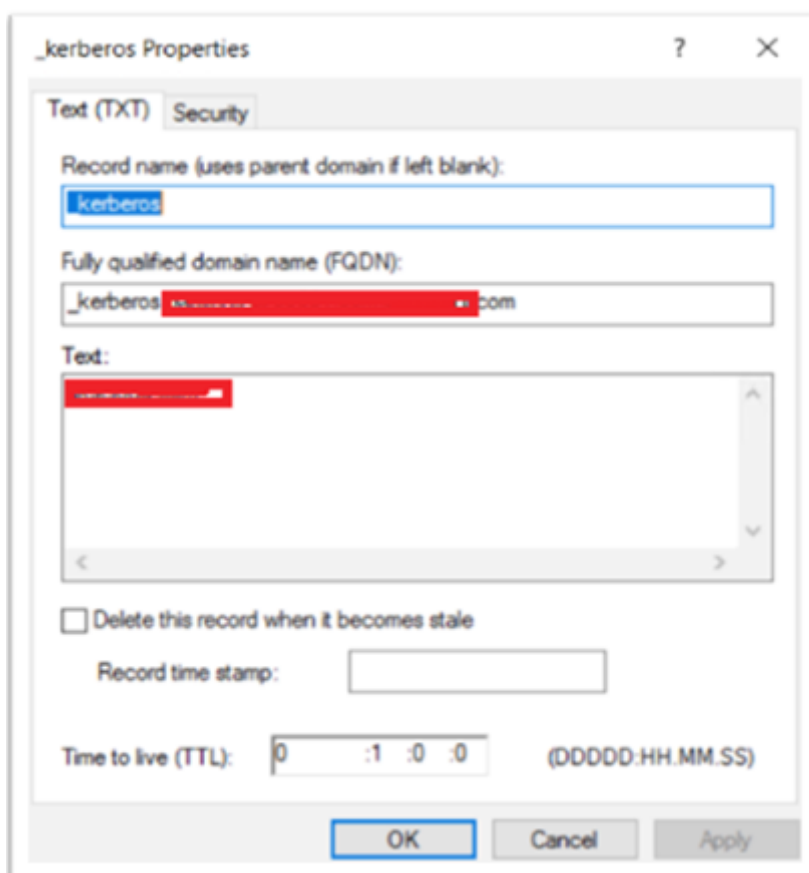 _kerberos Properties
?
Text (TXT) Security
Record name (uses parent domain if left blank):
_kerberos
Fully qualified domain name (FQDN):
_kerberos com
Text:
Delete this record when it becomes stale
Record time stamp:
Time to live (TTL): 0 :1 :0 :0 (DDDDD:HH.MM.SS)
OK Cancel Apply